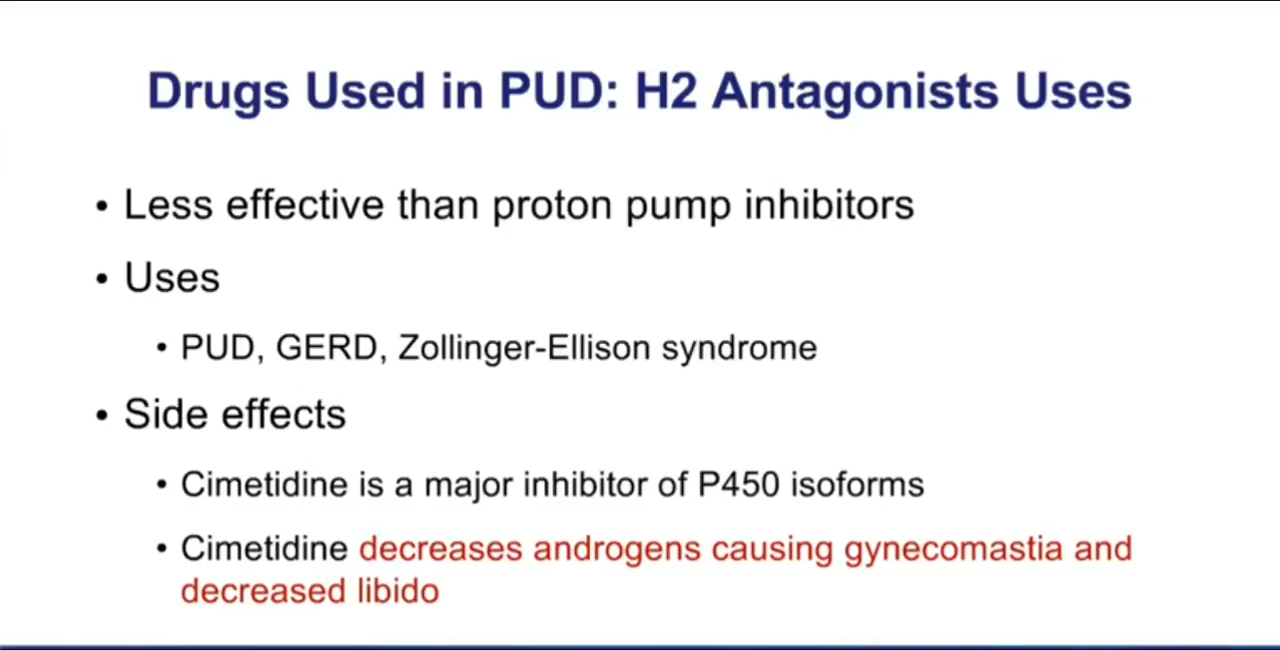 Drugs Used in PUD: H2 Antagonists Uses
• Less effective than proton pump inhibitors
• Uses
• PUD, GERD, Zollinger-Ellison syndrome
• Side effects
• Cimetidine is a major inhibitor of P450 isoforms
• Cimetidine decreases androgens causing gynecomastia and
decreased libido